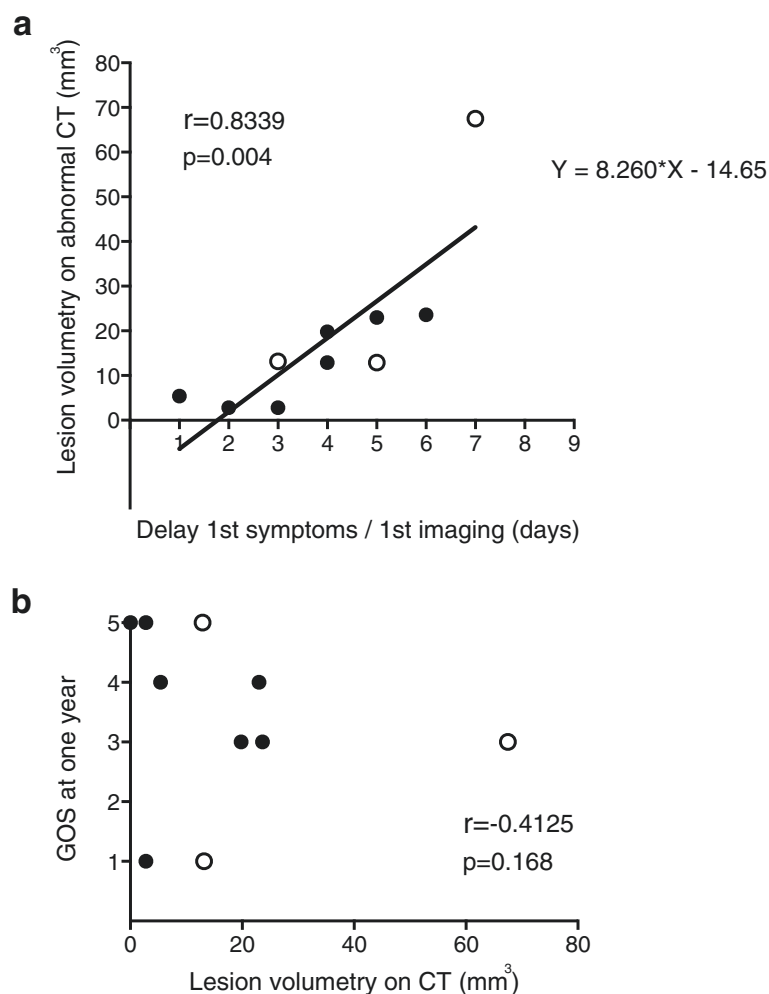 a
Lesion volumetry on abnormal CT (mm³)
80
70
60
50
40
30
20
10
0
r=0.8339
p=0.004
Y = 8.260*X - 14.65
1 2 3 4 5 6 7 8 9
Delay 1st symptoms / 1st imaging (days)
b
GOS at one year
5
4
3
2
1
r=-0.4125
p=0.168
0 20 40 60 80
Lesion volumetry on CT (mm³)